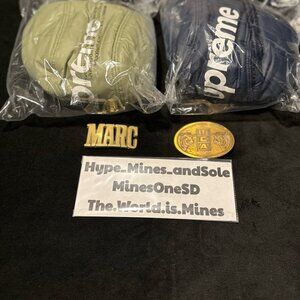 Supreme
Supreme
MARC
Hype_Mines_andSole
MinesOneSD
The.World.is.Mines